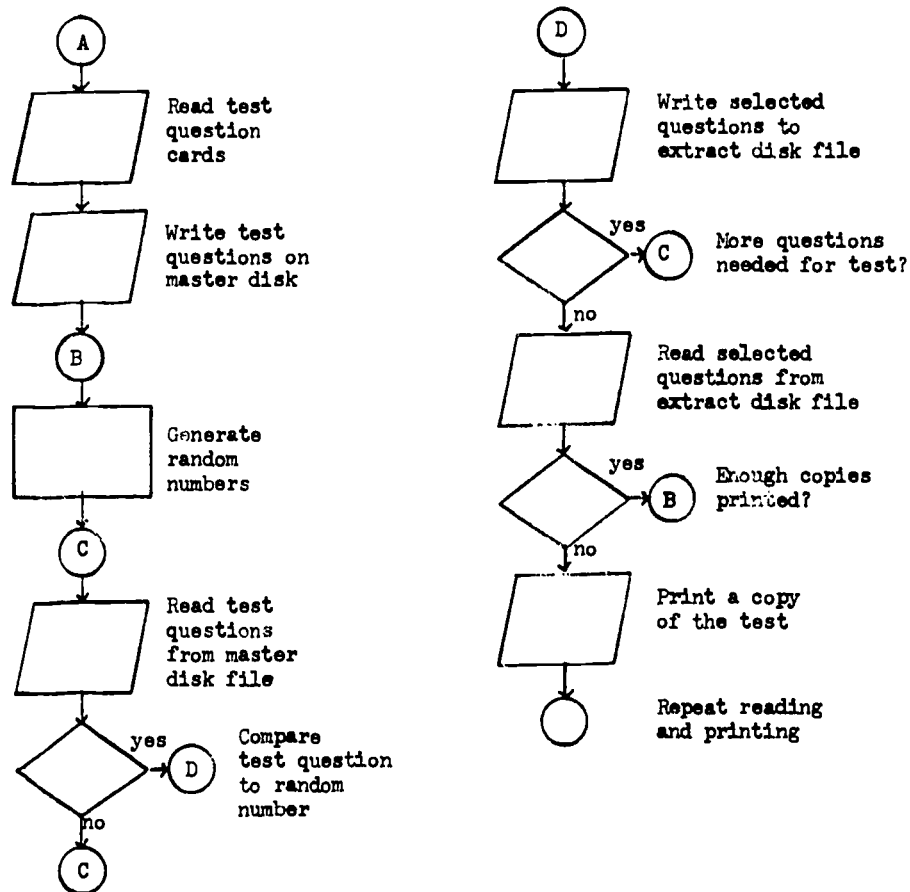 A
Read test
question
cards
Write test
questions on
master disk
B
Generate
random
numbers
C
Read test
questions
from master
disk file
yes
D
Compare
test question
to random
number
no
C
D
Write selected
questions to
extract disk file
yes
C
More questions
needed for test?
no
Read selected
questions from
extract disk file
yes
B
Enough copies
printed?
no
Print a copy
of the test
Repeat reading
and printing